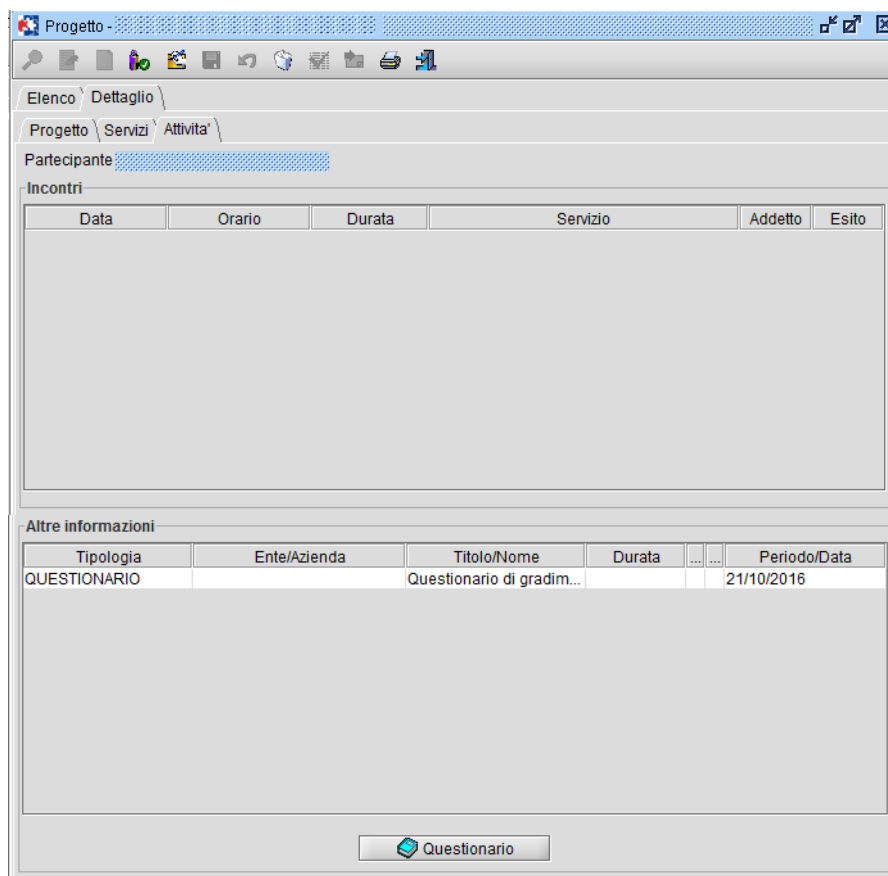 Progetto -
Elenco Dettaglio
Progetto Servizi Attivita'
Partecipante
Incontri
Data Orario Durata Servizio Addetto Esito
Altre informazioni
Tipologia Ente/Azienda Titolo/Nome Durata ... ... Periodo/Data
QUESTIONARIO Questionario di gradim... 21/10/2016
Questionario